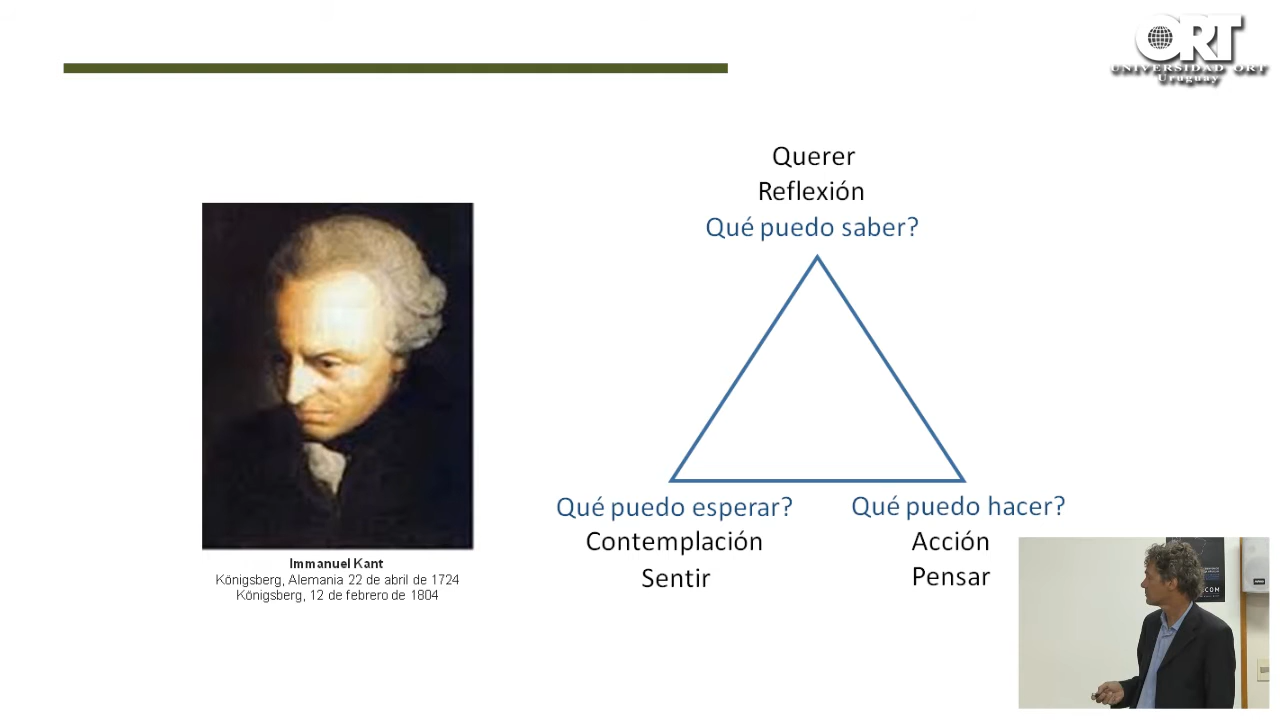 ORT
UNIVERSIDAD ORT
Uruguay
Querer
Reflexión
Qué puedo saber?
Qué puedo esperar?
Contemplación
Sentir
Qué puedo hacer?
Acción
Pensar
Immanuel Kant
Königsberg, Alemania 22 de abril de 1724
Königsberg, 12 de febrero de 1804
.COM